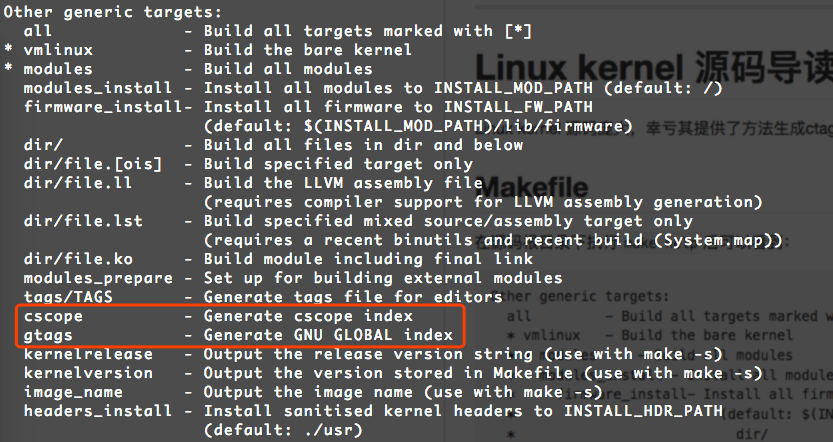 Other generic targets:
  all             - Build all targets marked with [*]
* vmlinux         - Build the bare kernel
* modules         - Build all modules
  modules_install - Install all modules to INSTALL_MOD_PATH (default: /)
  firmware_install- Install all firmware to INSTALL_FW_PATH
                    (default: $(INSTALL_MOD_PATH)/lib/firmware)
  dir/            - Build all files in dir and below
  dir/file.[ois]  - Build specified target only
  dir/file.ll     - Build the LLVM assembly file
                    (requires compiler support for LLVM assembly generation)
  dir/file.lst    - Build specified mixed source/assembly target only
                    (requires a recent binutils and recent build (System.map))
  dir/file.ko     - Build module including final link
  modules_prepare - Set up for building external modules
  tags/TAGS       - Generate tags file for editors
  cscope          - Generate cscope index
  gtags           - Generate GNU GLOBAL index
  kernelrelease   - Output the release version string (use with make -s)
  kernelversion   - Output the version stored in Makefile (use with make -s)
  image_name      - Output the image name (use with make -s)
  headers_install - Install sanitised kernel headers to INSTALL_HDR_PATH
                    (default: ./usr)
Linux kernel 源码导读
幸亏其提供了方法生成ctag
Makefile
Other generic targets:
  all             - Build all targets
* vmlinux         - Build the bare kernel
modules
Install all firm
(default: $(IN
* dir/